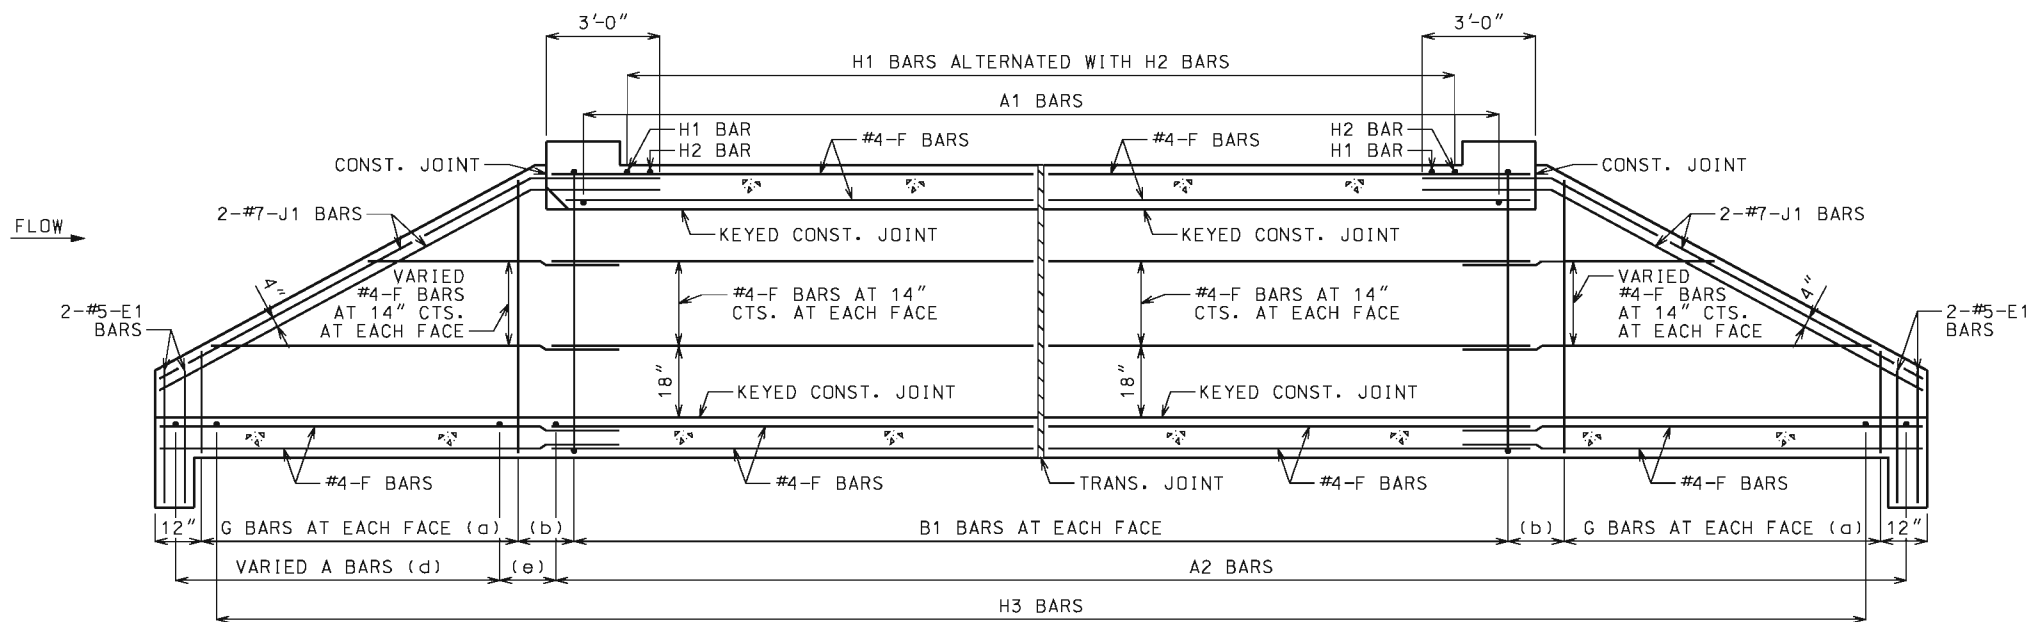 3'-0"
3'-0"
H1 BARS ALTERNATED WITH H2 BARS
A1 BARS
H1 BAR
H2 BAR
#4-F BARS
#4-F BARS
H2 BAR
H1 BAR
CONST. JOINT
CONST. JOINT
2-#7-J1 BARS
2-#7-J1 BARS
FLOW
KEYED CONST. JOINT
KEYED CONST. JOINT
4"
VARIED
#4-F BARS
AT 14" CTS.
AT EACH FACE
#4-F BARS AT 14"
CTS. AT EACH FACE
#4-F BARS AT 14"
CTS. AT EACH FACE
VARIED
#4-F BARS
AT 14" CTS.
AT EACH FACE
4"
2-#5-E1
BARS
2-#5-E1
BARS
18"
KEYED CONST. JOINT
18"
KEYED CONST. JOINT
#4-F BARS
#4-F BARS
TRANS. JOINT
#4-F BARS
#4-F BARS
12"
G BARS AT EACH FACE (a)
(b)
B1 BARS AT EACH FACE
(b)
G BARS AT EACH FACE (a)
12"
VARIED A BARS (d)
(e)
A2 BARS
H3 BARS